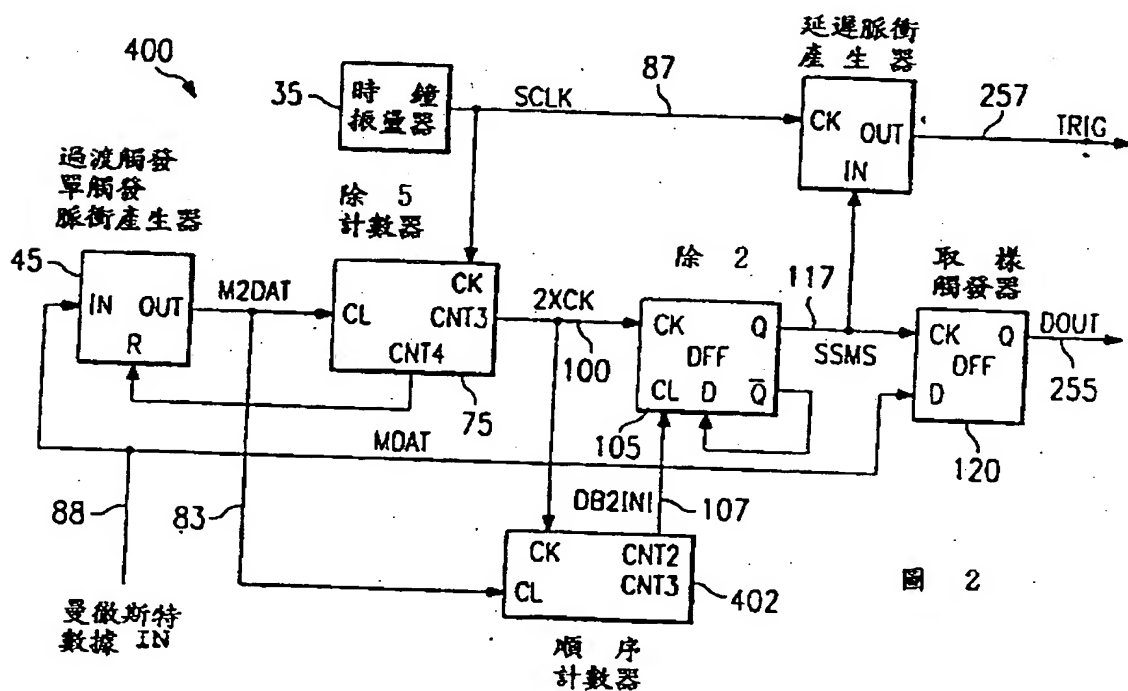 400
35
時 鐘
振盪器
SCLK
87
延遲脈衝
產生器
CK
OUT
IN
257
TRIG
過渡觸發
單觸發
脈衝產生器
45
IN OUT
R
M2DAT
除 5
計數器
CK
CL
CNT3
CNT4
75
2XCK
100
除 2
CK Q
DFF
CL D Q̅
105
117
SSMS
取 樣
觸發器
CK Q
DFF
D
120
DOUT
255
MDAT
88
83
DB2INI
107
CK CNT2
CL CNT3
402
順 序
計數器
曼徹斯特
數據 IN
圖 2